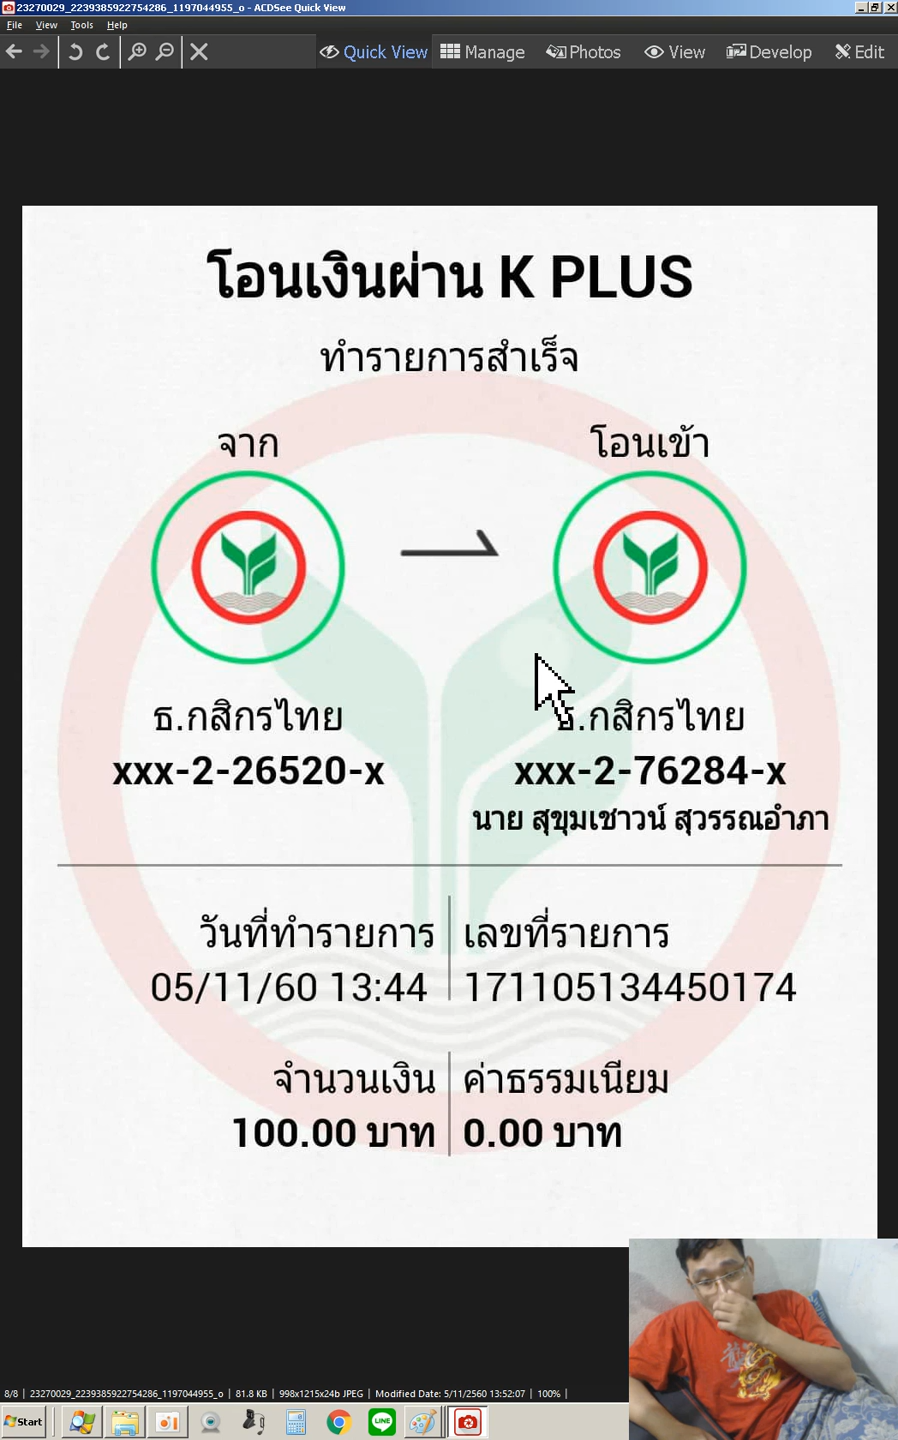 23270029_2239385922754286_1197044955_o - ACDSee Quick View
File View Tools Help
Quick View Manage Photos View Develop Edit
โอนเงินผ่าน K PLUS
ทำรายการสำเร็จ
จาก โอนเข้า
ธ.กสิกรไทย ธ.กสิกรไทย
xxx-2-26520-x xxx-2-76284-x
นาย สุขุมเชาวน์ สุวรรณอำภา
วันที่ทำรายการ เลขที่รายการ
05/11/60 13:44 171105134450174
จำนวนเงิน ค่าธรรมเนียม
100.00 บาท 0.00 บาท
8/8 | 23270029_2239385922754286_1197044955_o | 81.8 KB | 998x1215x24b JPEG | Modified Date: 5/11/2560 13:52:07 | 100% |
Start LINE